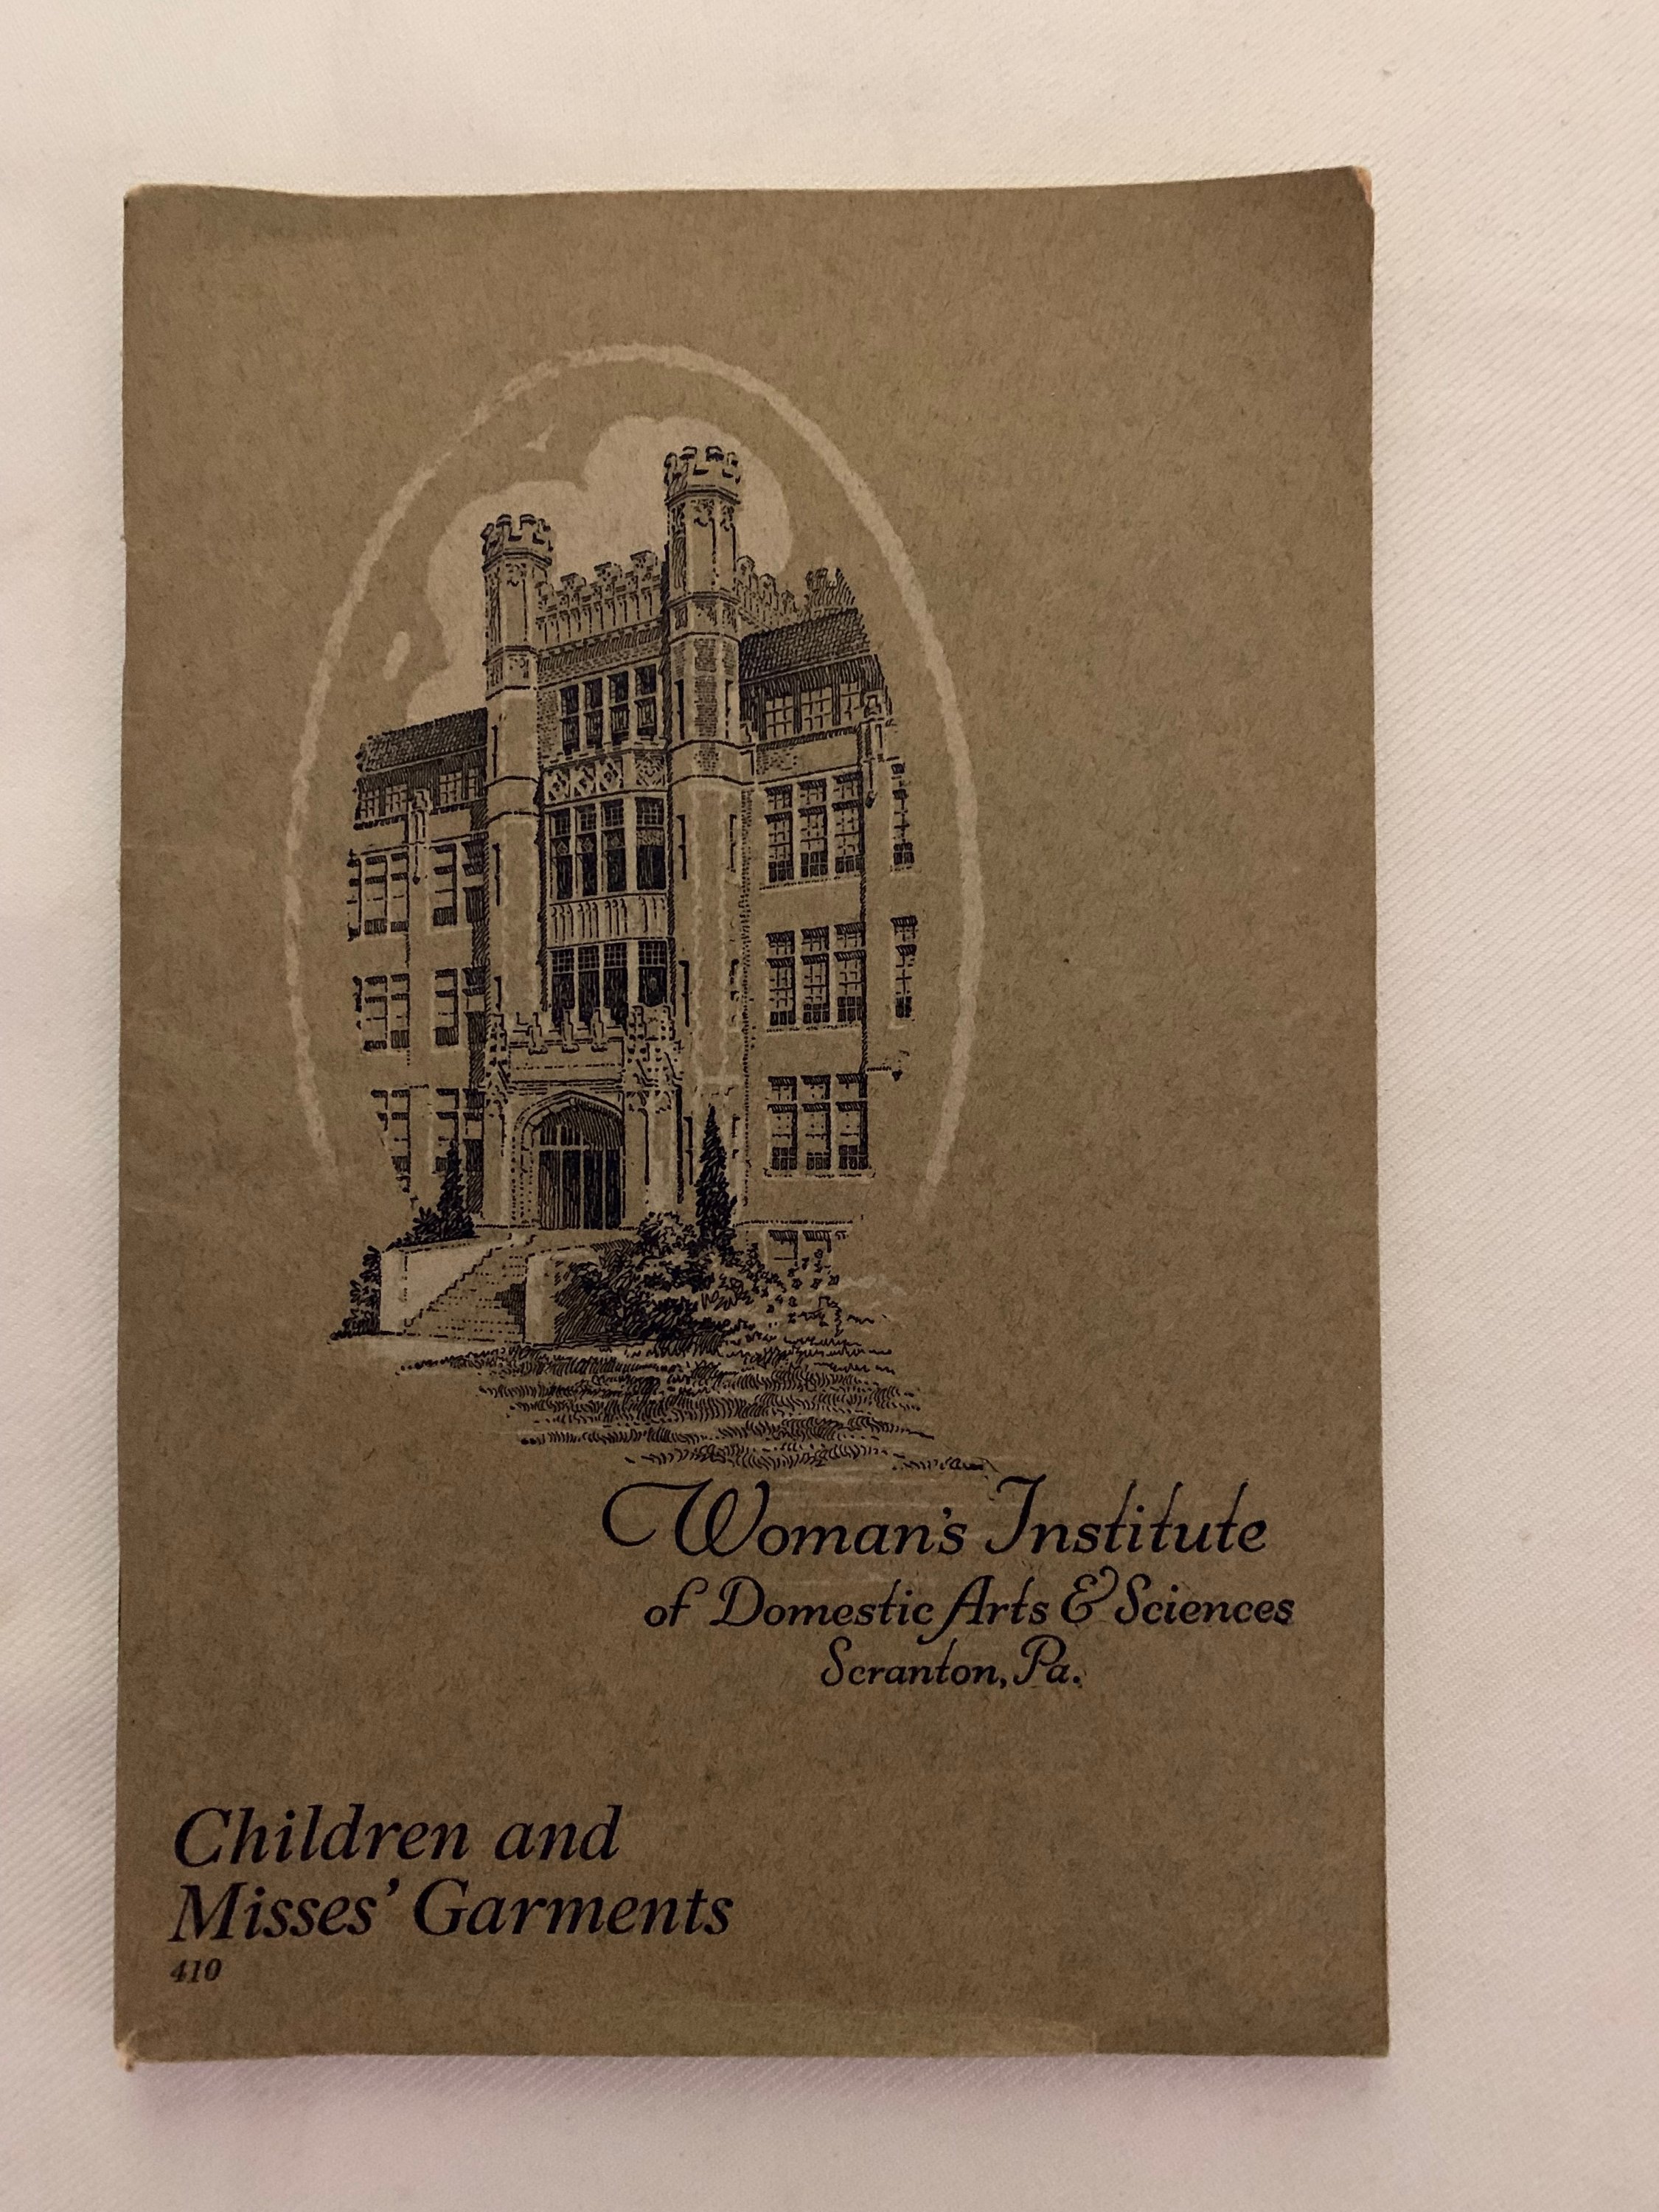 Woman's Institute
of Domestic Arts & Sciences
Scranton, Pa.
Children and
Misses' Garments
410